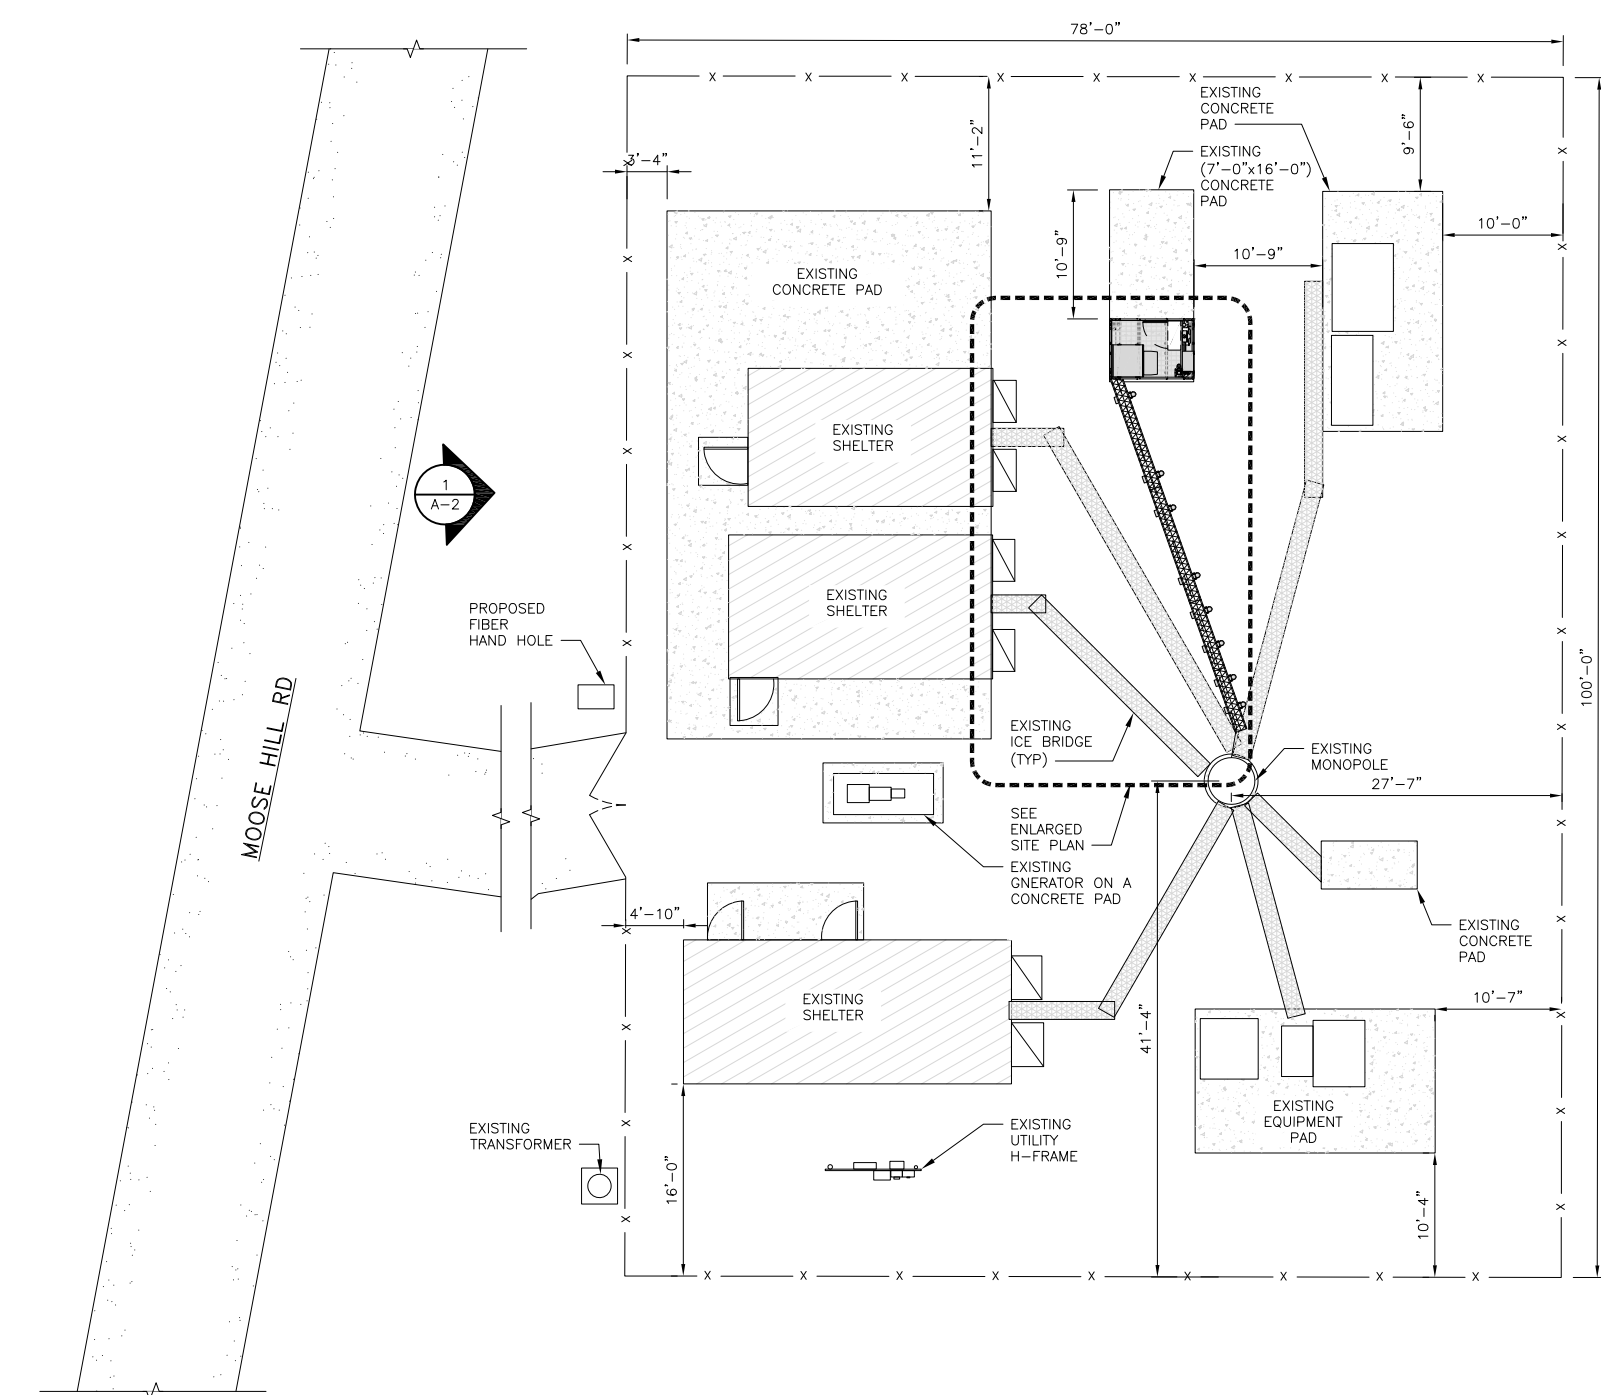 78'-0"
EXISTING
CONCRETE
PAD
EXISTING
(7'-0"x16'-0")
CONCRETE
PAD
11'-2"
9'-6"
3'-4"
10'-9"
10'-9"
10'-0"
EXISTING
CONCRETE PAD
EXISTING
SHELTER
1
A-2
EXISTING
SHELTER
PROPOSED
FIBER
HAND HOLE
MOOSE HILL RD
100'-0"
EXISTING
ICE BRIDGE
(TYP)
EXISTING
MONOPOLE
27'-7"
SEE
ENLARGED
SITE PLAN
EXISTING
GNERATOR ON A
CONCRETE PAD
4'-10"
EXISTING
CONCRETE
PAD
EXISTING
SHELTER
41'-4"
10'-7"
EXISTING
EQUIPMENT
PAD
EXISTING
TRANSFORMER
EXISTING
UTILITY
H-FRAME
16'-0"
10'-4"